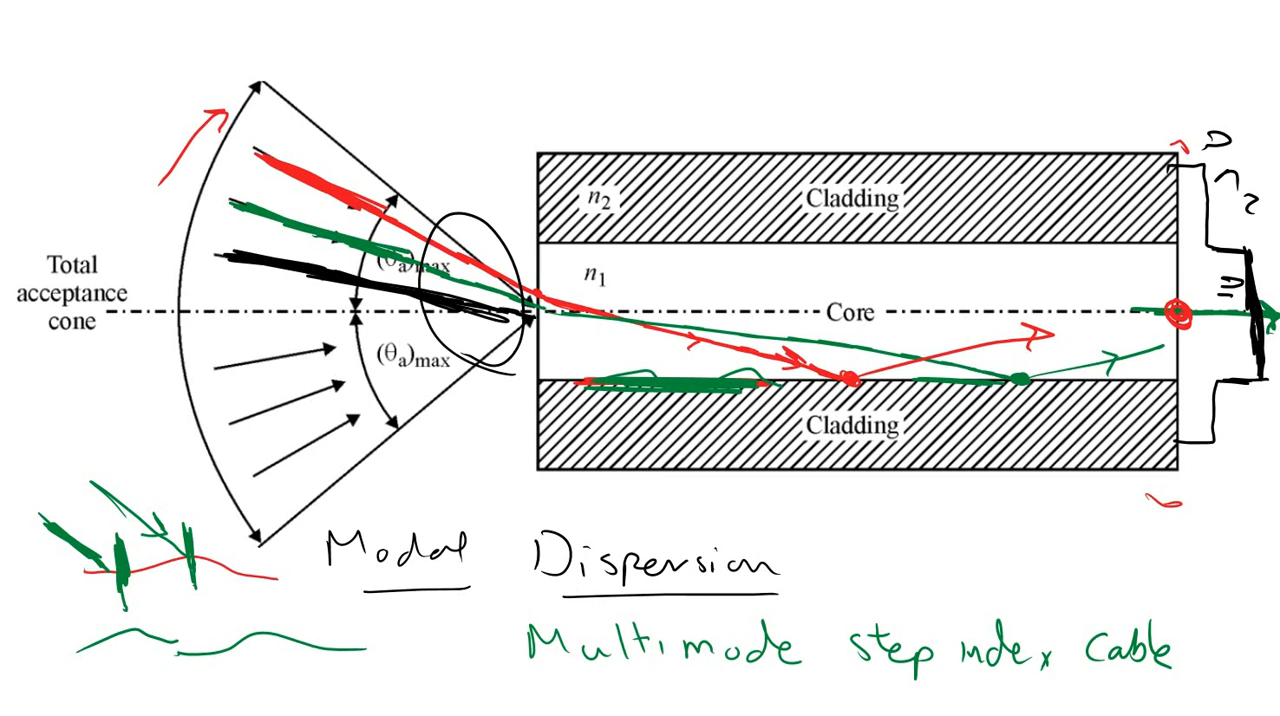 n2
Cladding
n2
(θa)max
n1
Total
acceptance
cone
Core
(θa)max
Cladding
Modal Dispersion
Multimode step index Cable